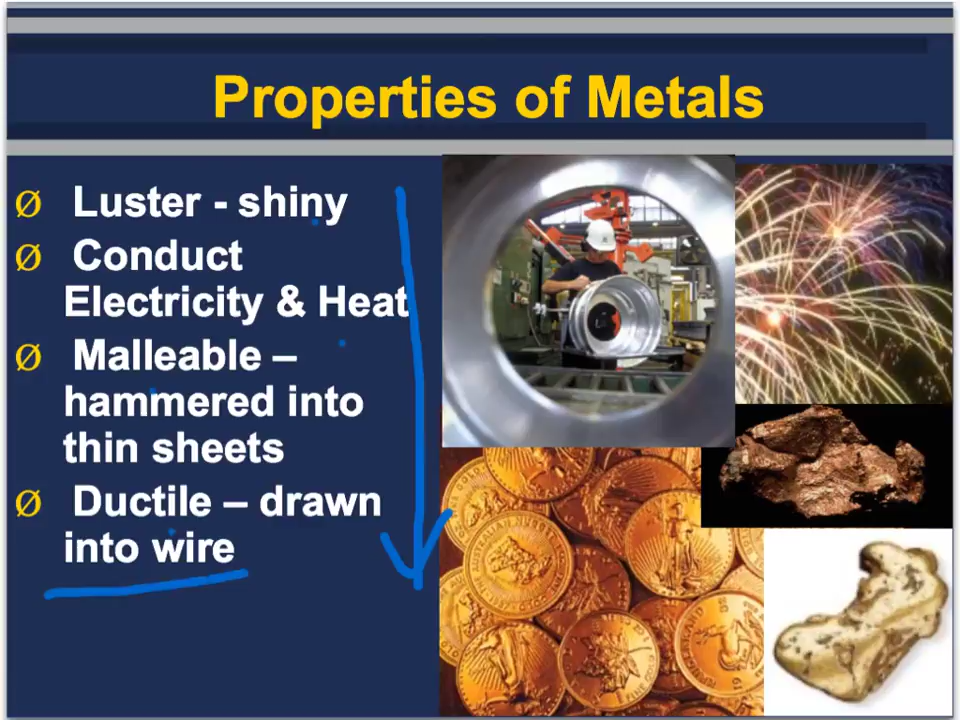 Properties of Metals
Ø Luster - shiny
Ø Conduct
Electricity & Heat
Ø Malleable –
hammered into
thin sheets
Ø Ductile – drawn
into wire